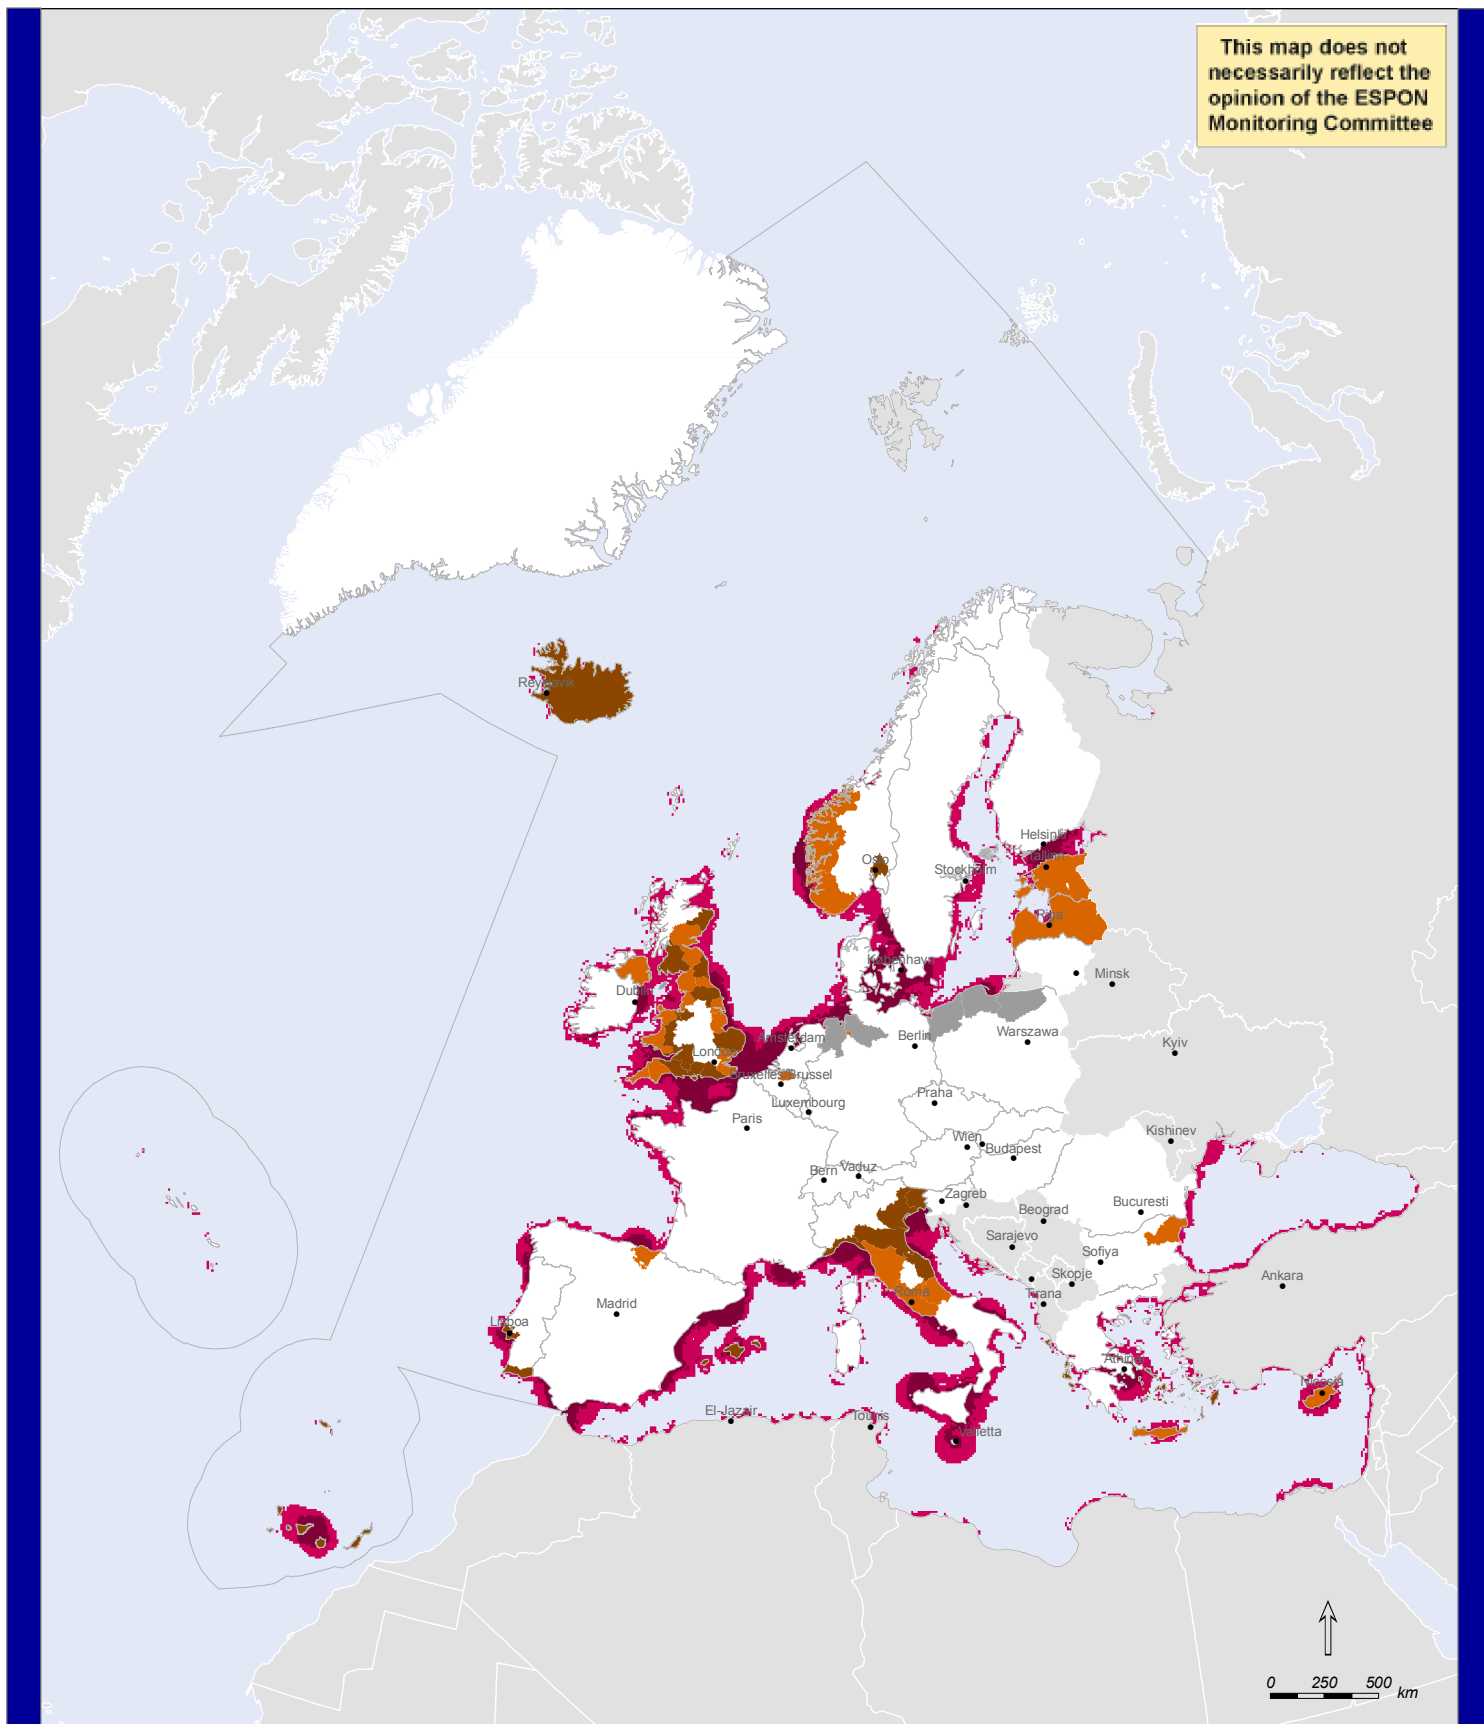 This map does not
necessarily reflect the
opinion of the ESPON
Monitoring Committee
Reykjavik
Helsinki
Tallinn
Oslo
Stockholm
Riga
København
Minsk
Dublin
Amsterdam
Berlin
Warszawa
London
Kyiv
Bruxelles/Brussel
Praha
Luxembourg
Paris
Kishinev
Wien
Budapest
Bern
Vaduz
Zagreb
Bucuresti
Beograd
Sarajevo
Sofiya
Skopje
Ankara
Madrid
Roma
Tirana
Lisboa
Athinai
Nicosia
El-Jazair
Tounis
Valletta
0 250 500
km